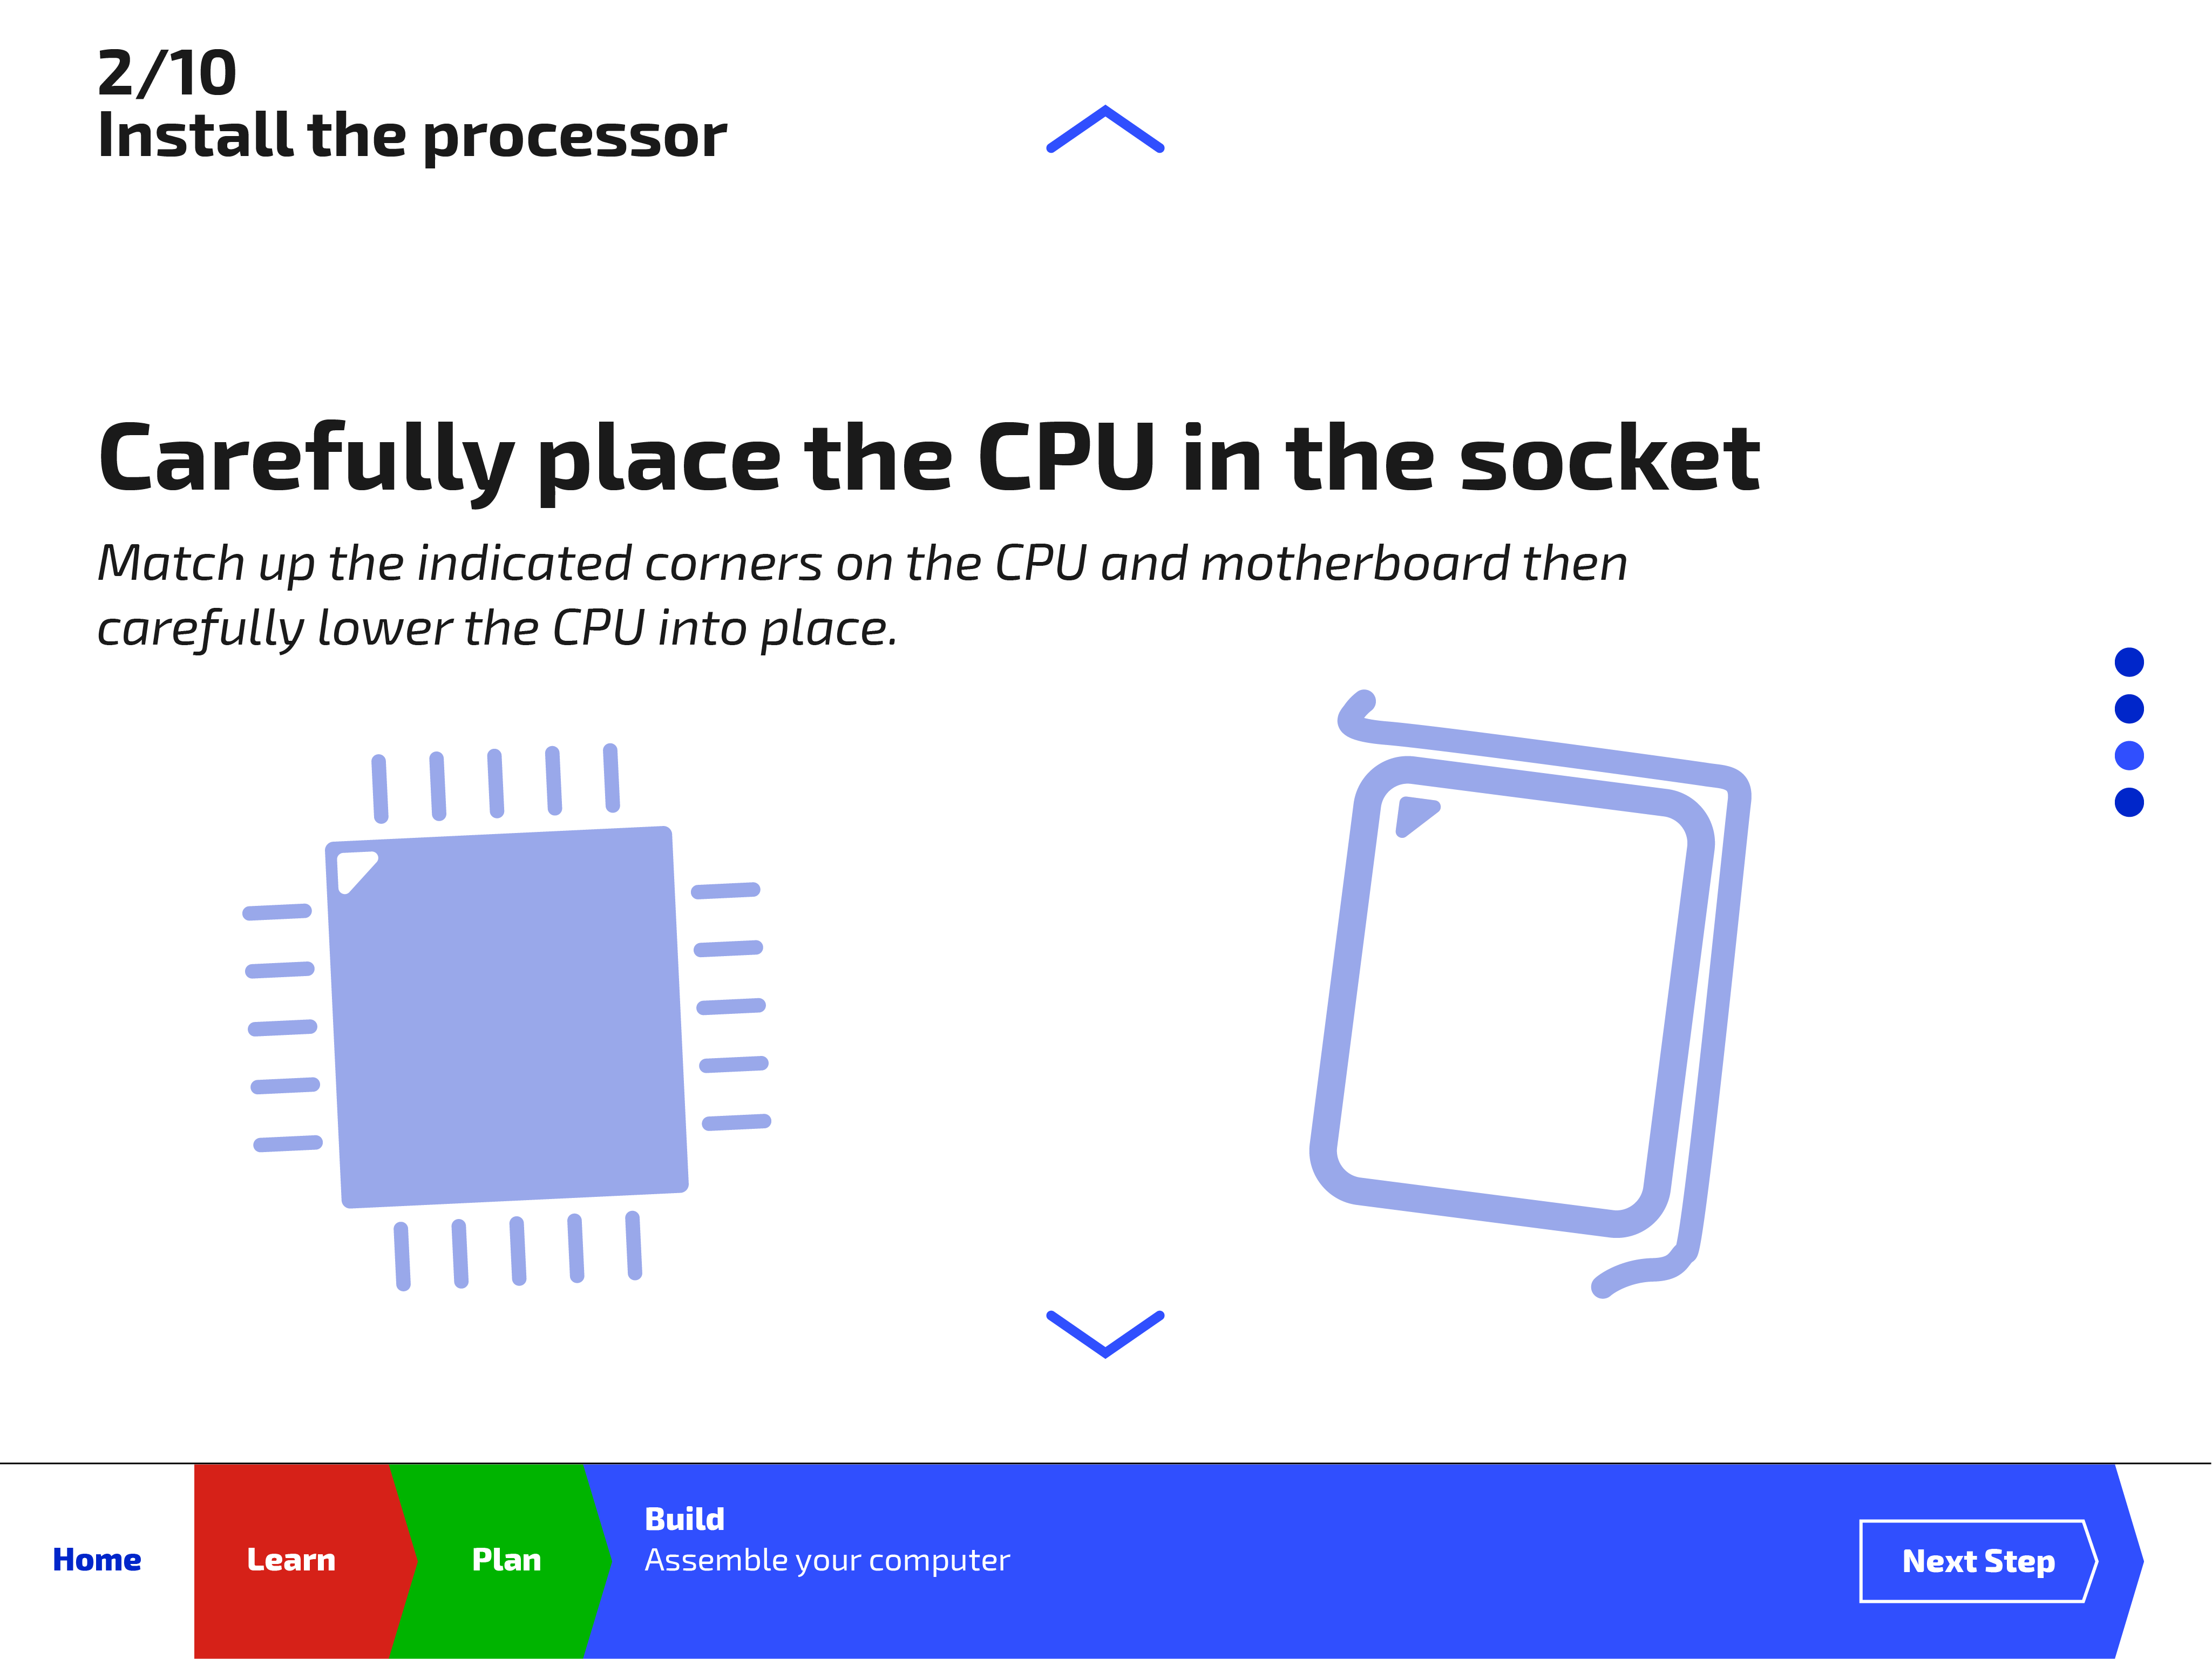 2/10
Install the processor
Carefully place the CPU in the socket
Match up the indicated corners on the CPU and motherboard then
carefully lower the CPU into place.
Home
Learn
Plan
Build
Assemble your computer
Next Step